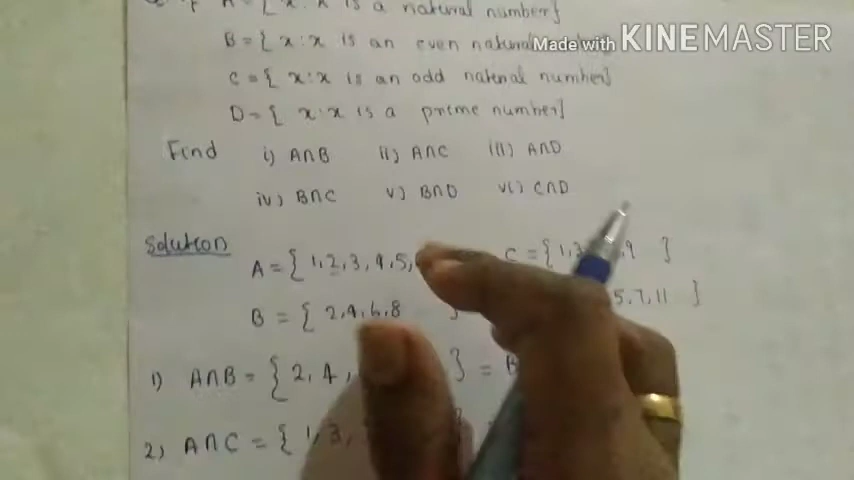 A = { x : x is a natural number}
B = { x : x is an even natural
Made with KINEMASTER
C = { x : x is an odd natural number}
D = { x : x is a prime number}
Find i) A∩B ii) A∩C iii) A∩D
iv) B∩C v) B∩D vi) C∩D
Solution
A = { 1, 2, 3, 4, 5, C = { 1, 3 , 9 }
B = { 2, 4, 6, 8 } 5, 7, 11 }
1) A∩B = { 2, 4, } = B
2) A∩C = { 1, 3,